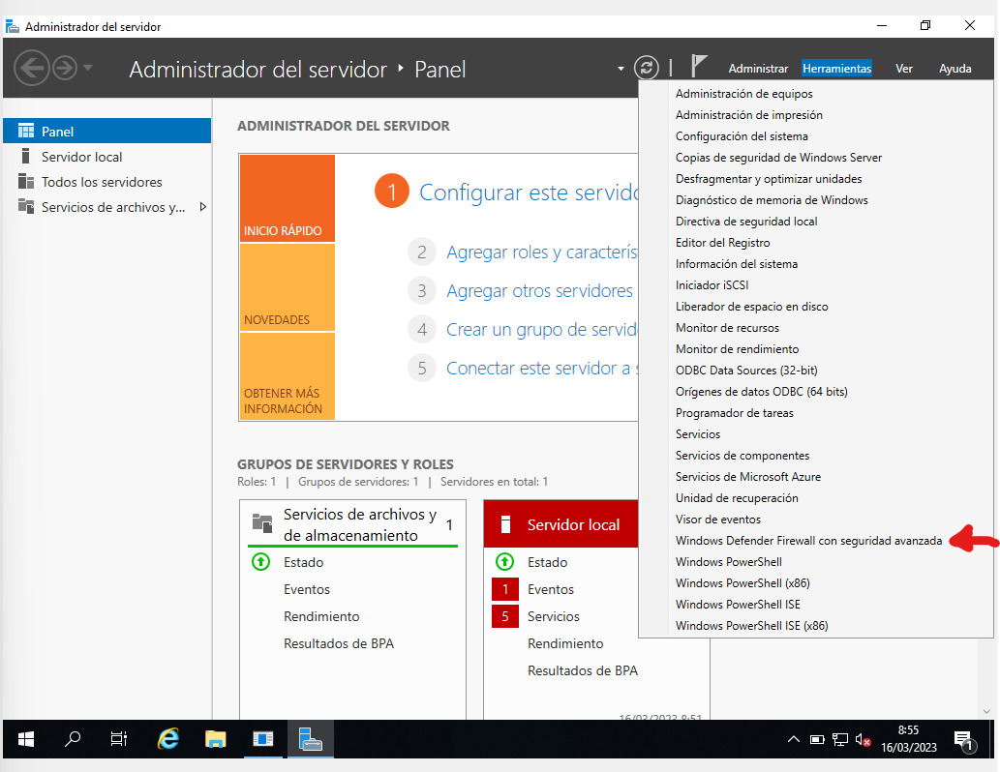 Administrador del servidor
Administrador del servidor ‣ Panel
Administrar Herramientas Ver Ayuda
Panel
Servidor local
Todos los servidores
Servicios de archivos y...
ADMINISTRADOR DEL SERVIDOR
INICIO RÁPIDO
NOVEDADES
OBTENER MÁS
INFORMACIÓN
1 Configurar este servido
2 Agregar roles y caracterís
3 Agregar otros servidores
4 Crear un grupo de servid
5 Conectar este servidor a s
GRUPOS DE SERVIDORES Y ROLES
Roles: 1 | Grupos de servidores: 1 | Servidores en total: 1
Servicios de archivos y
de almacenamiento
1
Estado
Eventos
Rendimiento
Resultados de BPA
Servidor local
Estado
1 Eventos
5 Servicios
Rendimiento
Resultados de BPA
16/03/2023 8:51
Administración de equipos
Administración de impresión
Configuración del sistema
Copias de seguridad de Windows Server
Desfragmentar y optimizar unidades
Diagnóstico de memoria de Windows
Directiva de seguridad local
Editor del Registro
Información del sistema
Iniciador iSCSI
Liberador de espacio en disco
Monitor de recursos
Monitor de rendimiento
ODBC Data Sources (32-bit)
Orígenes de datos ODBC (64 bits)
Programador de tareas
Servicios
Servicios de componentes
Servicios de Microsoft Azure
Unidad de recuperación
Visor de eventos
Windows Defender Firewall con seguridad avanzada
Windows PowerShell
Windows PowerShell (x86)
Windows PowerShell ISE
Windows PowerShell ISE (x86)
8:55
16/03/2023
1